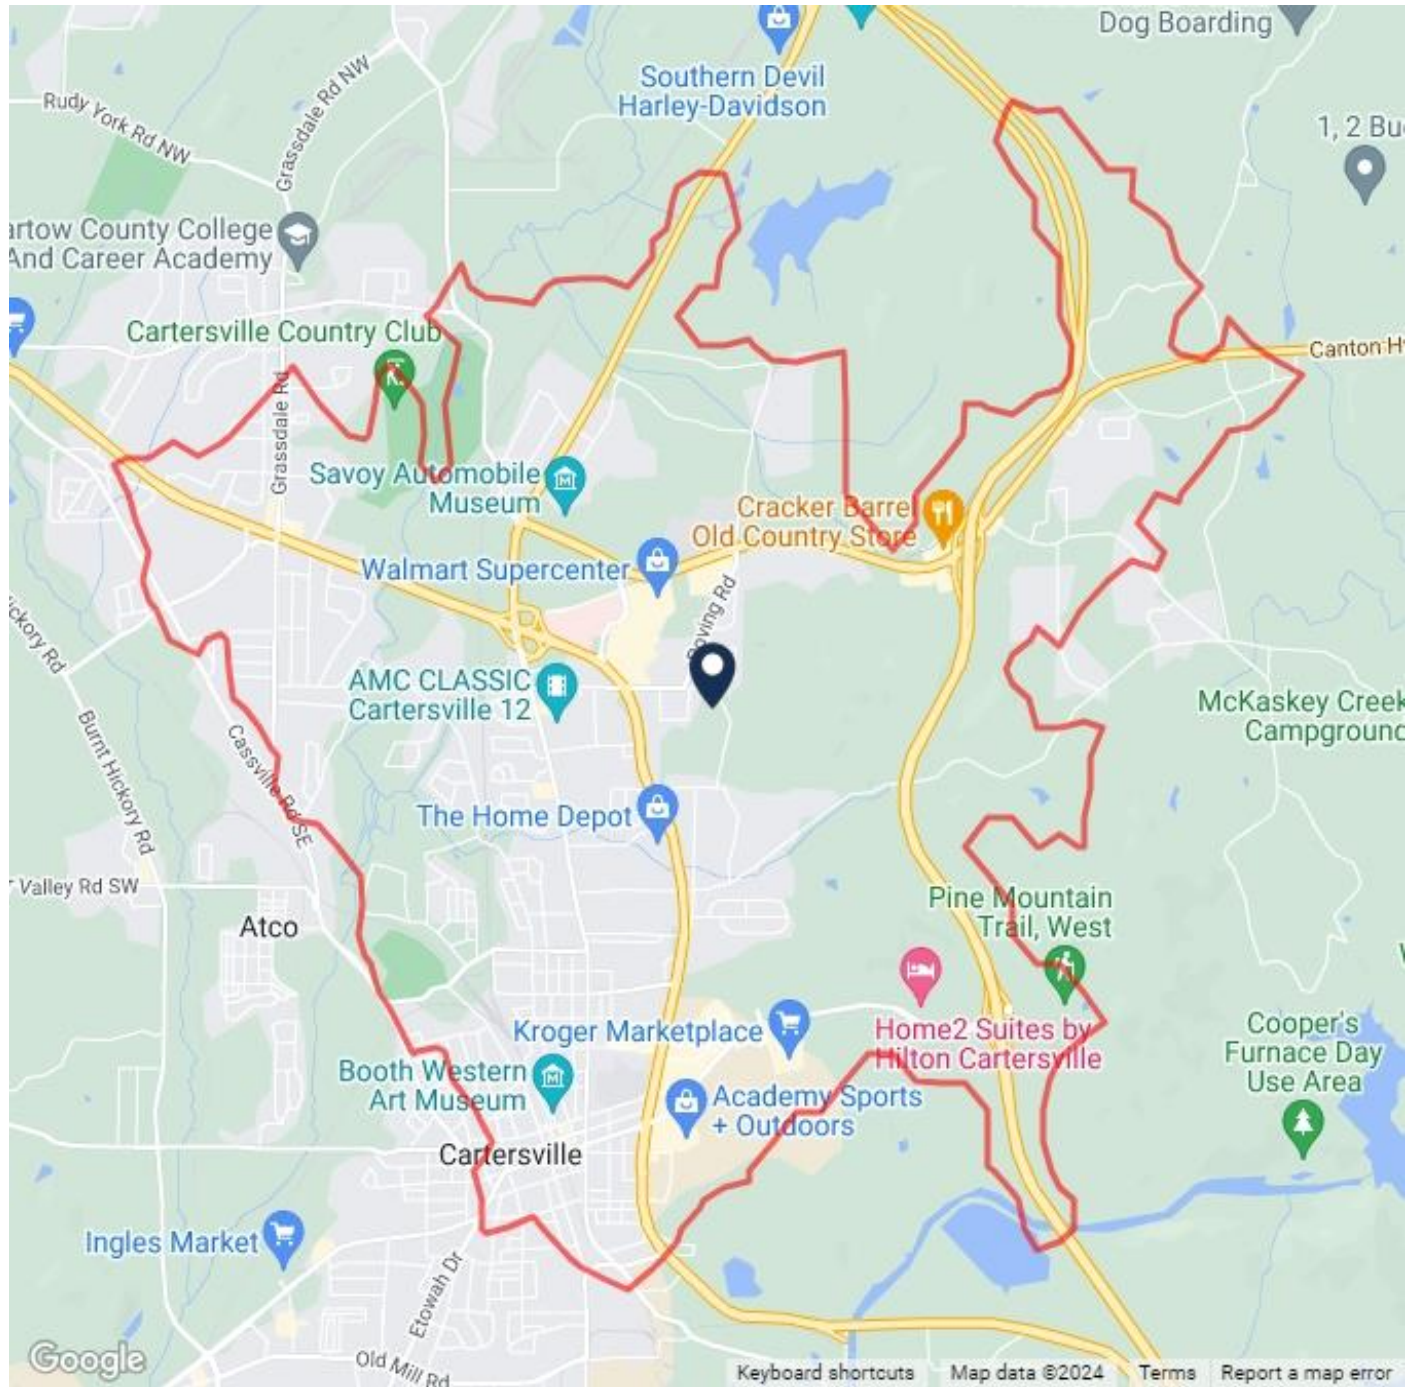 Dog Boarding
Southern Devil
Harley-Davidson
Rudy York Rd NW
Grassdale Rd NW
1, 2 Bu
artow County College
And Career Academy
Cartersville Country Club
Canton H
Grassdale Rd
Savoy Automobile
Museum
Cracker Barrel
Old Country Store
Walmart Supercenter
Roving Rd
ickory Rd
AMC CLASSIC
Cartersville 12
McKaskey Creek
Campground
Burnt Hickory Rd
Cassville Rd SE
The Home Depot
Valley Rd SW
Atco
Pine Mountain
Trail, West
Kroger Marketplace
Home2 Suites by
Hilton Cartersville
Cooper's
Furnace Day
Use Area
Booth Western
Art Museum
Academy Sports
+ Outdoors
Cartersville
Ingles Market
Etowah Dr
Old Mill Rd
Google
Keyboard shortcuts
Map data ©2024
Terms
Report a map error